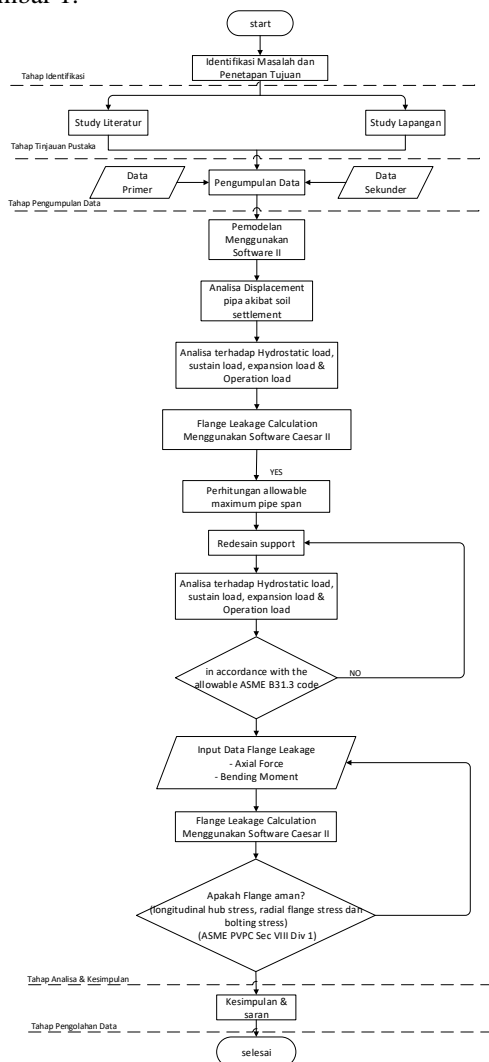 start
Identifikasi Masalah dan
Penetapan Tujuan
Tahap Identifikasi
Study Literatur
Study Lapangan
Tahap Tinjauan Pustaka
Data
Primer
Pengumpulan Data
Data
Sekunder
Tahap Pengumpulan Data
Pemodelan
Menggunakan
Software II
Analisa Displacement
pipa akibat soil
settlement
Analisa terhadap Hydrostatic load,
sustain load, expansion load &
Operation load
Flange Leakage Calculation
Menggunakan Software Caesar II
YES
Perhitungan allowable
maximum pipe span
Redesain support
Analisa terhadap Hydrostatic load,
sustain load, expansion load &
Operation load
in accordance with the
allowable ASME B31.3 code
NO
Input Data Flange Leakage
- Axial Force
- Bending Moment
Flange Leakage Calculation
Menggunakan Software Caesar II
Apakah Flange aman?
(longitudinal hub stress, radial flange stress dan
bolting stress)
(ASME PVPC Sec VIII Div 1)
Tahap Analisa & Kesimpulan
Kesimpulan &
saran
Tahap Pengolahan Data
selesai